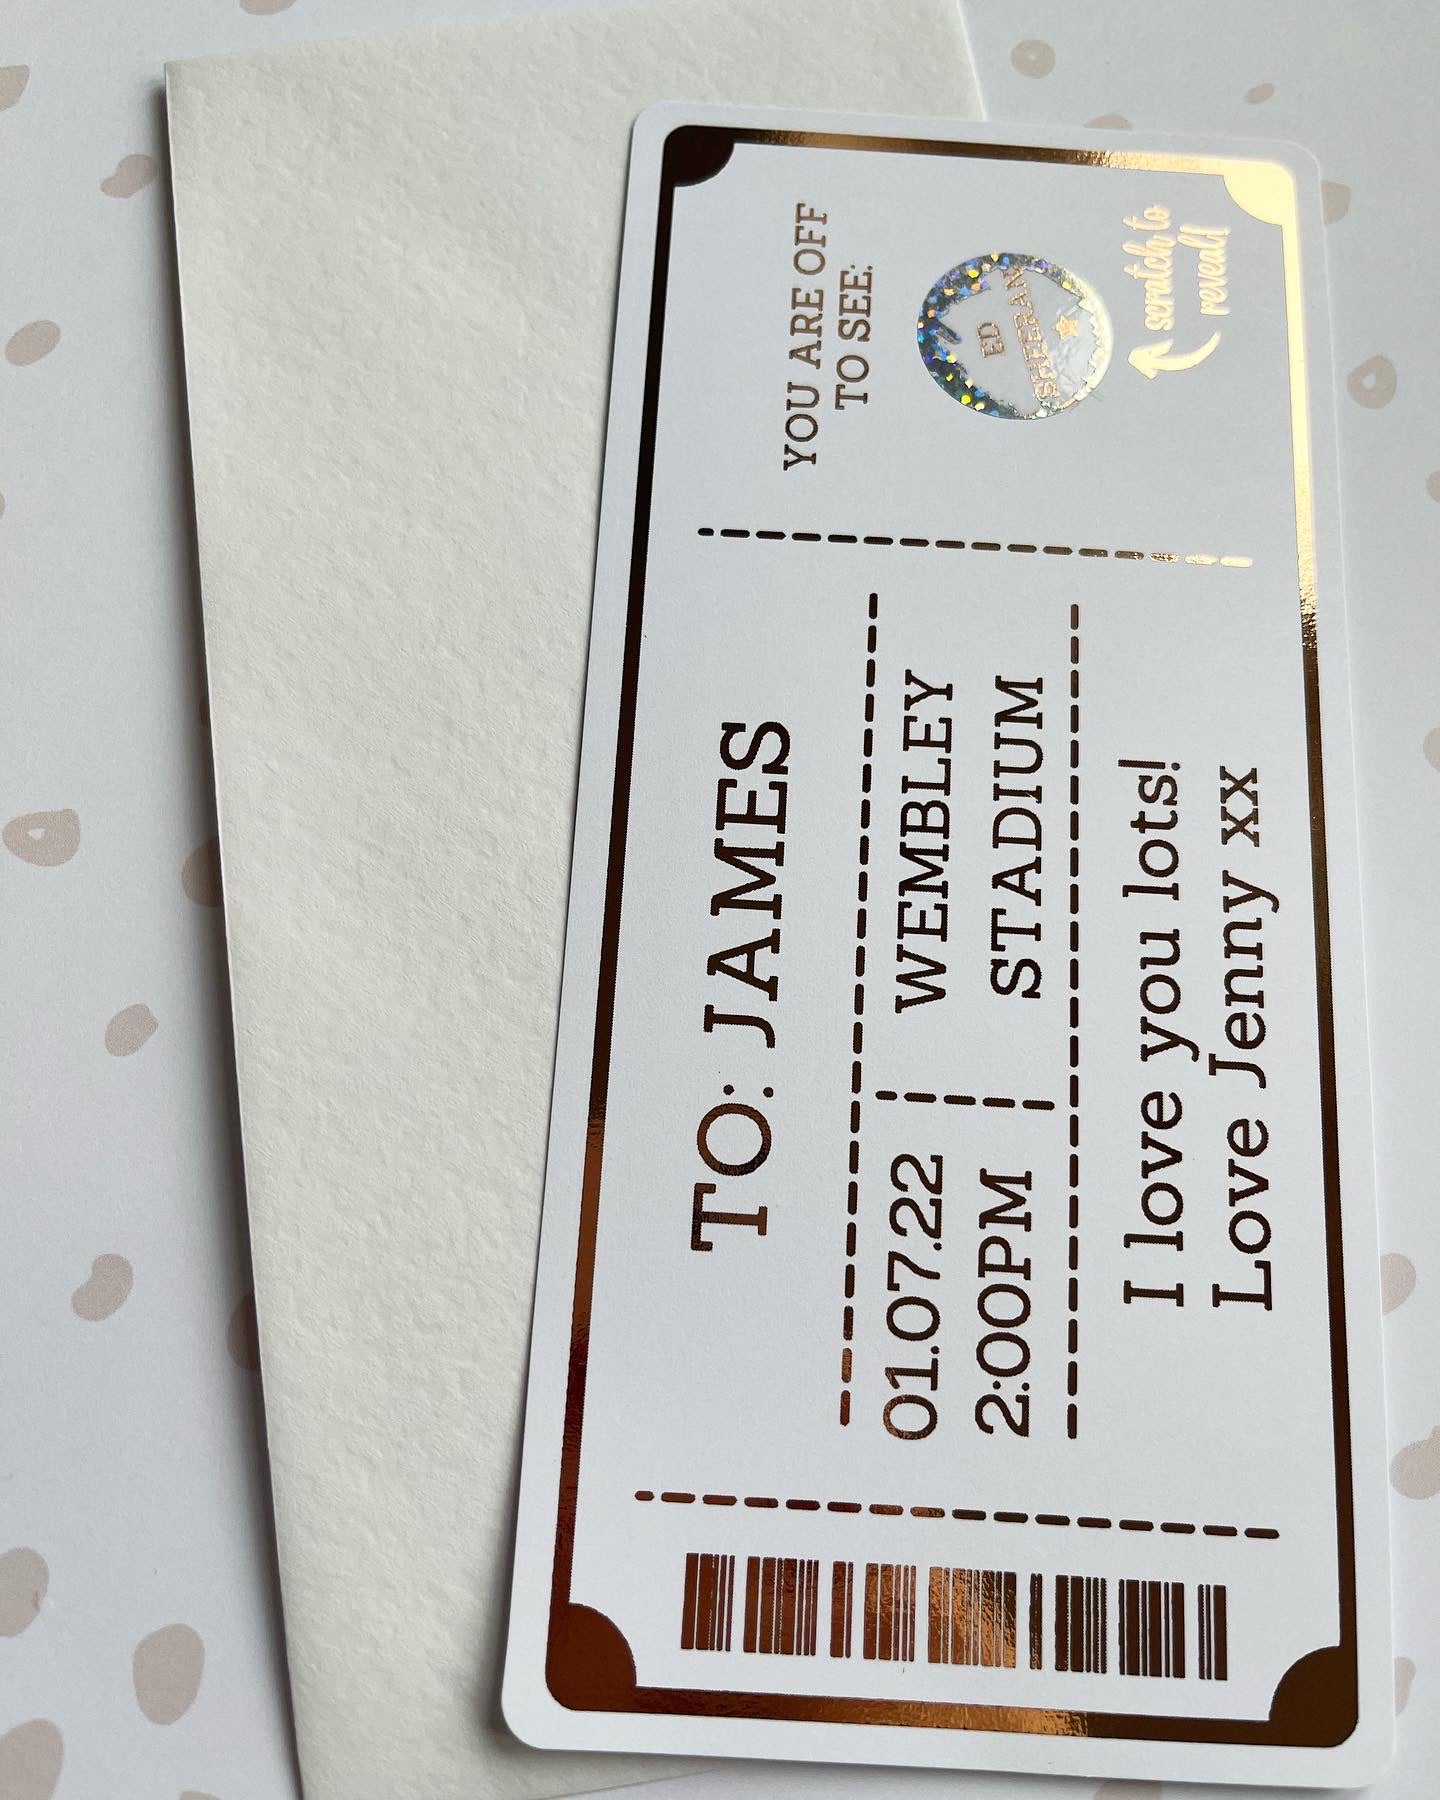 TO: JAMES
01.07.22
2:00PM
WEMBLEY
STADIUM
I love you lots!
Love Jenny xx
YOU ARE OFF
TO SEE:
ED
SHEERAN
scratch to
reveal!